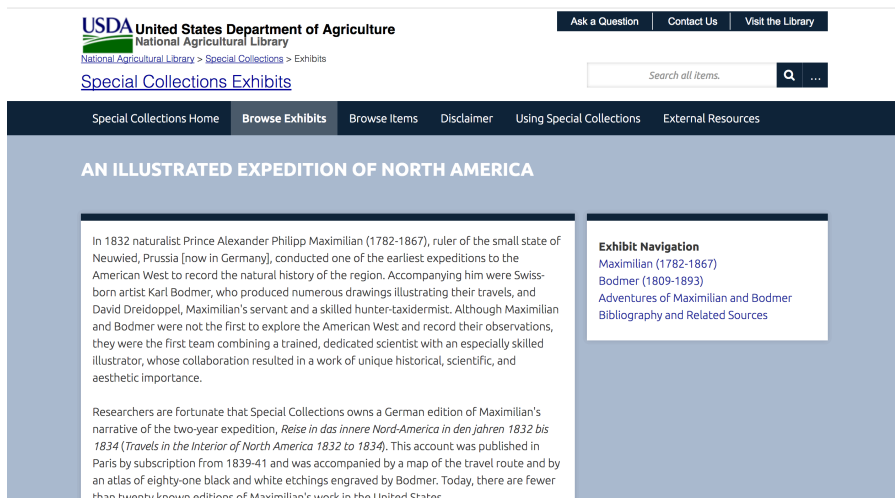 USDA United States Department of Agriculture
National Agricultural Library
Ask a Question Contact Us Visit the Library
National Agricultural Library > Special Collections > Exhibits
Special Collections Exhibits
Search all items.
...
Special Collections Home Browse Exhibits Browse Items Disclaimer Using Special Collections External Resources
AN ILLUSTRATED EXPEDITION OF NORTH AMERICA
In 1832 naturalist Prince Alexander Philipp Maximilian (1782-1867), ruler of the small state of
Neuwied, Prussia [now in Germany], conducted one of the earliest expeditions to the
American West to record the natural history of the region. Accompanying him were Swiss-
born artist Karl Bodmer, who produced numerous drawings illustrating their travels, and
David Dreidoppel, Maximilian's servant and a skilled hunter-taxidermist. Although Maximilian
and Bodmer were not the first to explore the American West and record their observations,
they were the first team combining a trained, dedicated scientist with an especially skilled
illustrator, whose collaboration resulted in a work of unique historical, scientific, and
aesthetic importance.
Researchers are fortunate that Special Collections owns a German edition of Maximilian's
narrative of the two-year expedition, Reise in das innere Nord-America in den jahren 1832 bis
1834 (Travels in the Interior of North America 1832 to 1834). This account was published in
Paris by subscription from 1839-41 and was accompanied by a map of the travel route and by
an atlas of eighty-one black and white etchings engraved by Bodmer. Today, there are fewer
than twenty known editions of Maximilian's work in the United States.
Exhibit Navigation
Maximilian (1782-1867)
Bodmer (1809-1893)
Adventures of Maximilian and Bodmer
Bibliography and Related Sources